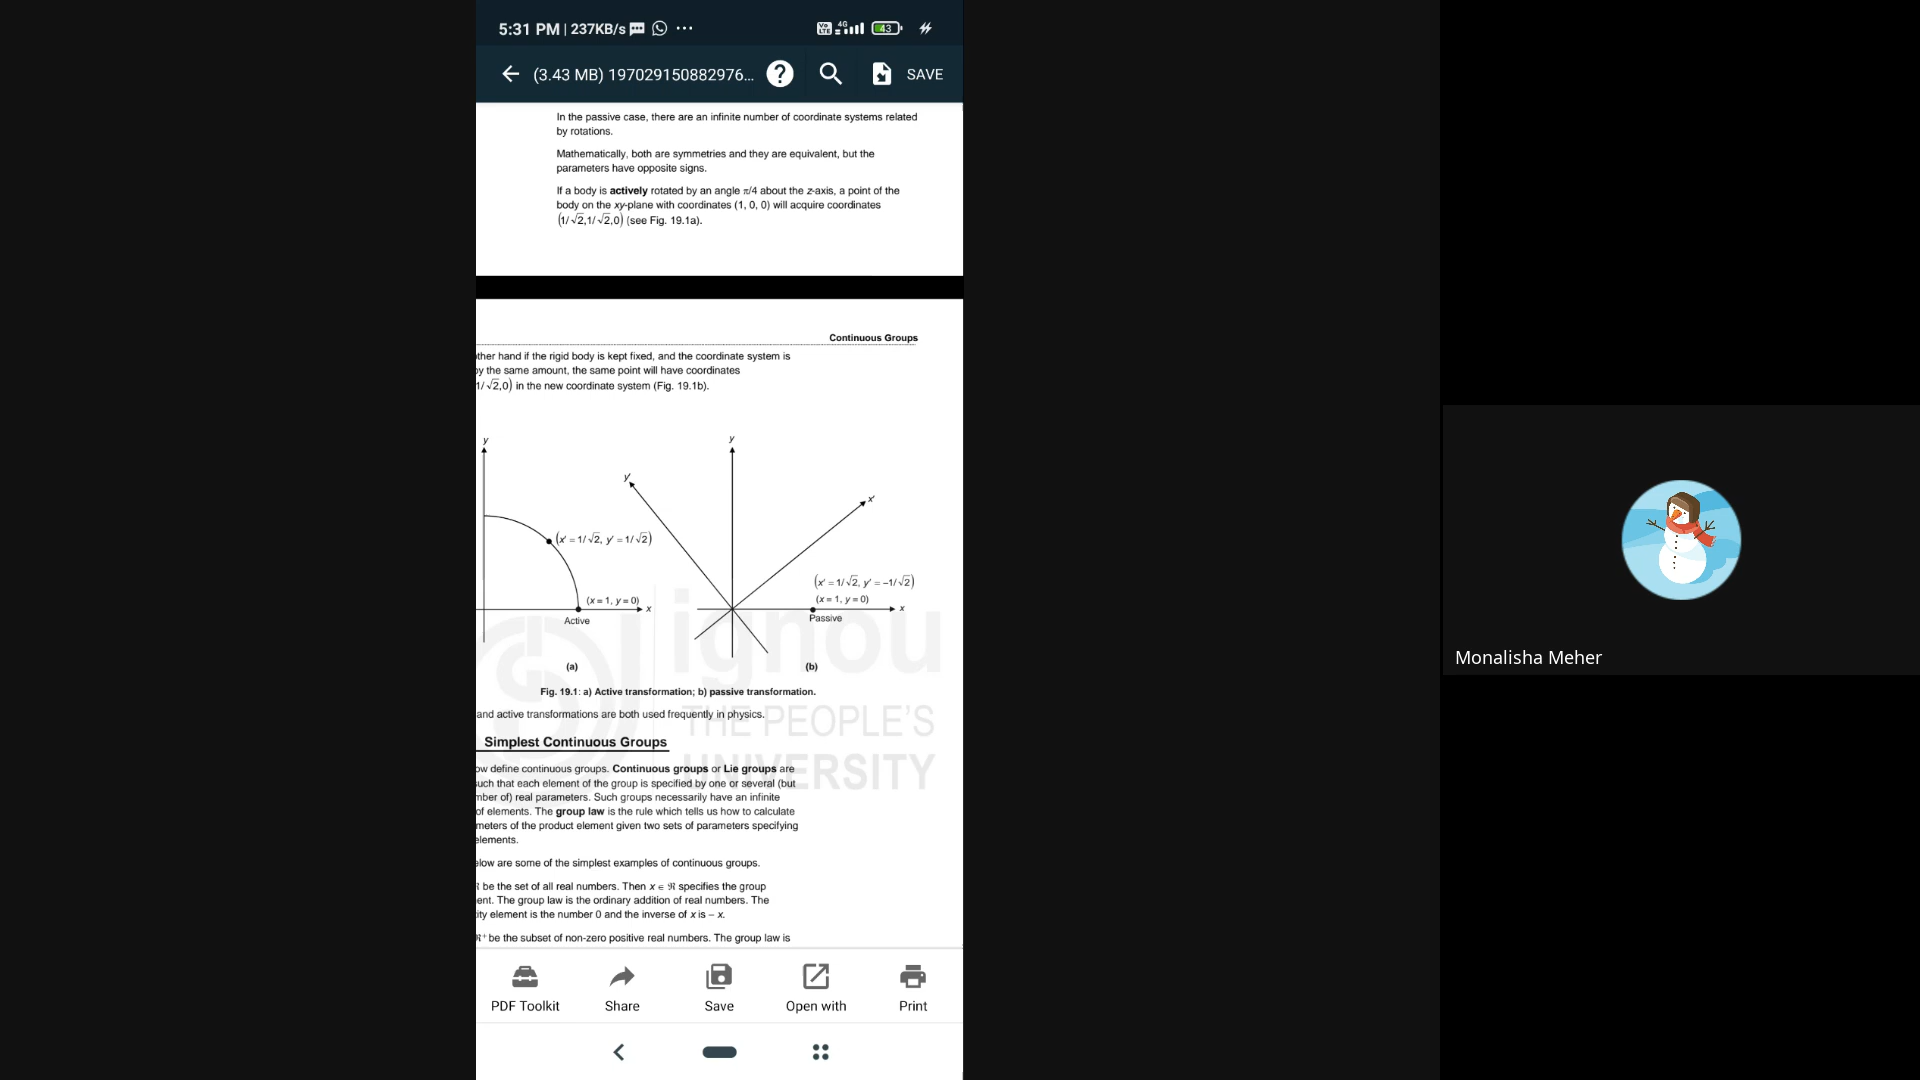 5:31 PM | 237KB/s
Vo LTE 4G 43
(3.43 MB) 197029150882976... ? SAVE
In the passive case, there are an infinite number of coordinate systems related
by rotations.
Mathematically, both are symmetries and they are equivalent, but the
parameters have opposite signs.
If a body is actively rotated by an angle π/4 about the z-axis, a point of the
body on the xy-plane with coordinates (1, 0, 0) will acquire coordinates
(1/√2,1/√2,0) (see Fig. 19.1a).
Continuous Groups
other hand if the rigid body is kept fixed, and the coordinate system is
by the same amount, the same point will have coordinates
1/√2,0) in the new coordinate system (Fig. 19.1b).
y
y
y'
x'
(x' = 1/√2, y' = 1/√2)
(x' = 1/√2, y' = –1/√2)
(x = 1, y = 0)
x
(x = 1, y = 0)
x
Active
Passive
(a)
(b)
ignou
THE PEOPLE'S
UNIVERSITY
Fig. 19.1: a) Active transformation; b) passive transformation.
and active transformations are both used frequently in physics.
Simplest Continuous Groups
ow define continuous groups. Continuous groups or Lie groups are
such that each element of the group is specified by one or several (but
mber of) real parameters. Such groups necessarily have an infinite
of elements. The group law is the rule which tells us how to calculate
meters of the product element given two sets of parameters specifying
elements.
elow are some of the simplest examples of continuous groups.
ℜ be the set of all real numbers. Then x ∈ ℜ specifies the group
ent. The group law is the ordinary addition of real numbers. The
ity element is the number 0 and the inverse of x is – x.
ℜ⁺ be the subset of non-zero positive real numbers. The group law is
PDF Toolkit
Share
Save
Open with
Print
Monalisha Meher